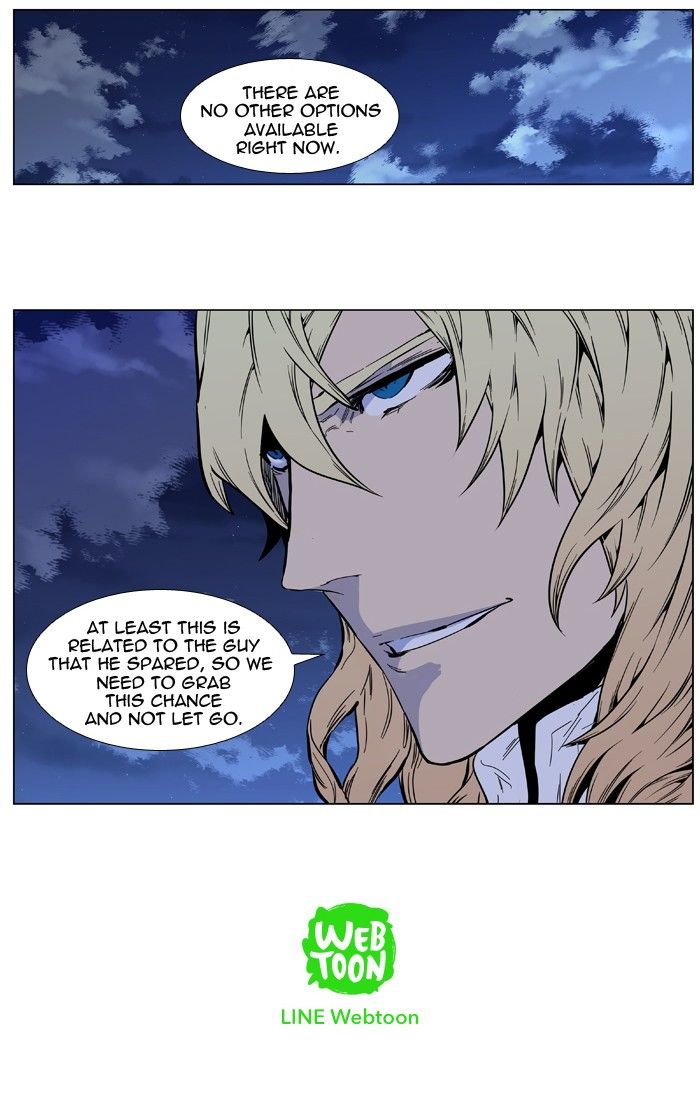 THERE ARE
NO OTHER OPTIONS
AVAILABLE
RIGHT NOW.
AT LEAST THIS IS
RELATED TO THE GUY
THAT HE SPARED, SO WE
NEED TO GRAB
THIS CHANCE
AND NOT LET GO.
WEB
TOON
LINE Webtoon